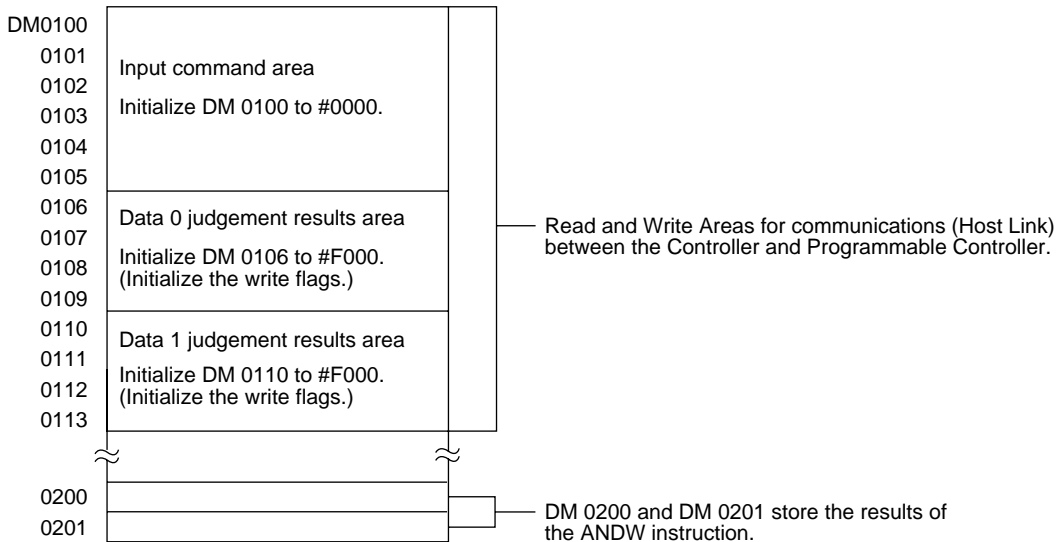 DM0100
0101
0102
0103
0104
0105
Input command area
Initialize DM 0100 to #0000.
0106
0107
0108
0109
Data 0 judgement results area
Initialize DM 0106 to #F000.
(Initialize the write flags.)
0110
0111
0112
0113
Data 1 judgement results area
Initialize DM 0110 to #F000.
(Initialize the write flags.)
Read and Write Areas for communications (Host Link)
between the Controller and Programmable Controller.
0200
0201
DM 0200 and DM 0201 store the results of
the ANDW instruction.